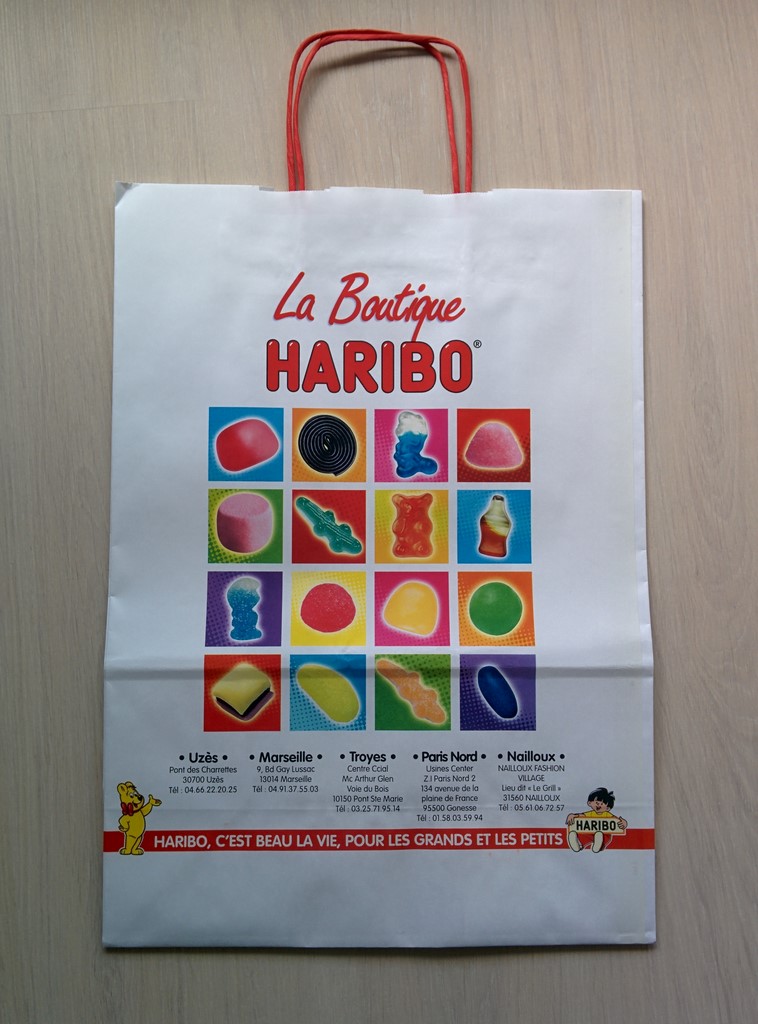 La Boutique
HARIBO®
• Uzès •
Pont des Charrettes
30700 Uzès
Tél : 04.66.22.20.25
• Marseille •
9, Bd Gay Lussac
13014 Marseille
Tél : 04.91.37.55.03
• Troyes •
Centre Ccial
Mc Arthur Glen
Voie du Bois
10150 Pont Ste Marie
Tél : 03.25.71.95.14
• Paris Nord •
Usines Center
Z.I Paris Nord 2
134 avenue de la
plaine de France
95500 Gonesse
Tél : 01.58.03.59.94
• Nailloux •
NAILLOUX FASHION
VILLAGE
Lieu dit « Le Grill »
31560 NAILLOUX
Tél : 05.61.06.72.57
HARIBO, C'EST BEAU LA VIE, POUR LES GRANDS ET LES PETITS
HARIBO